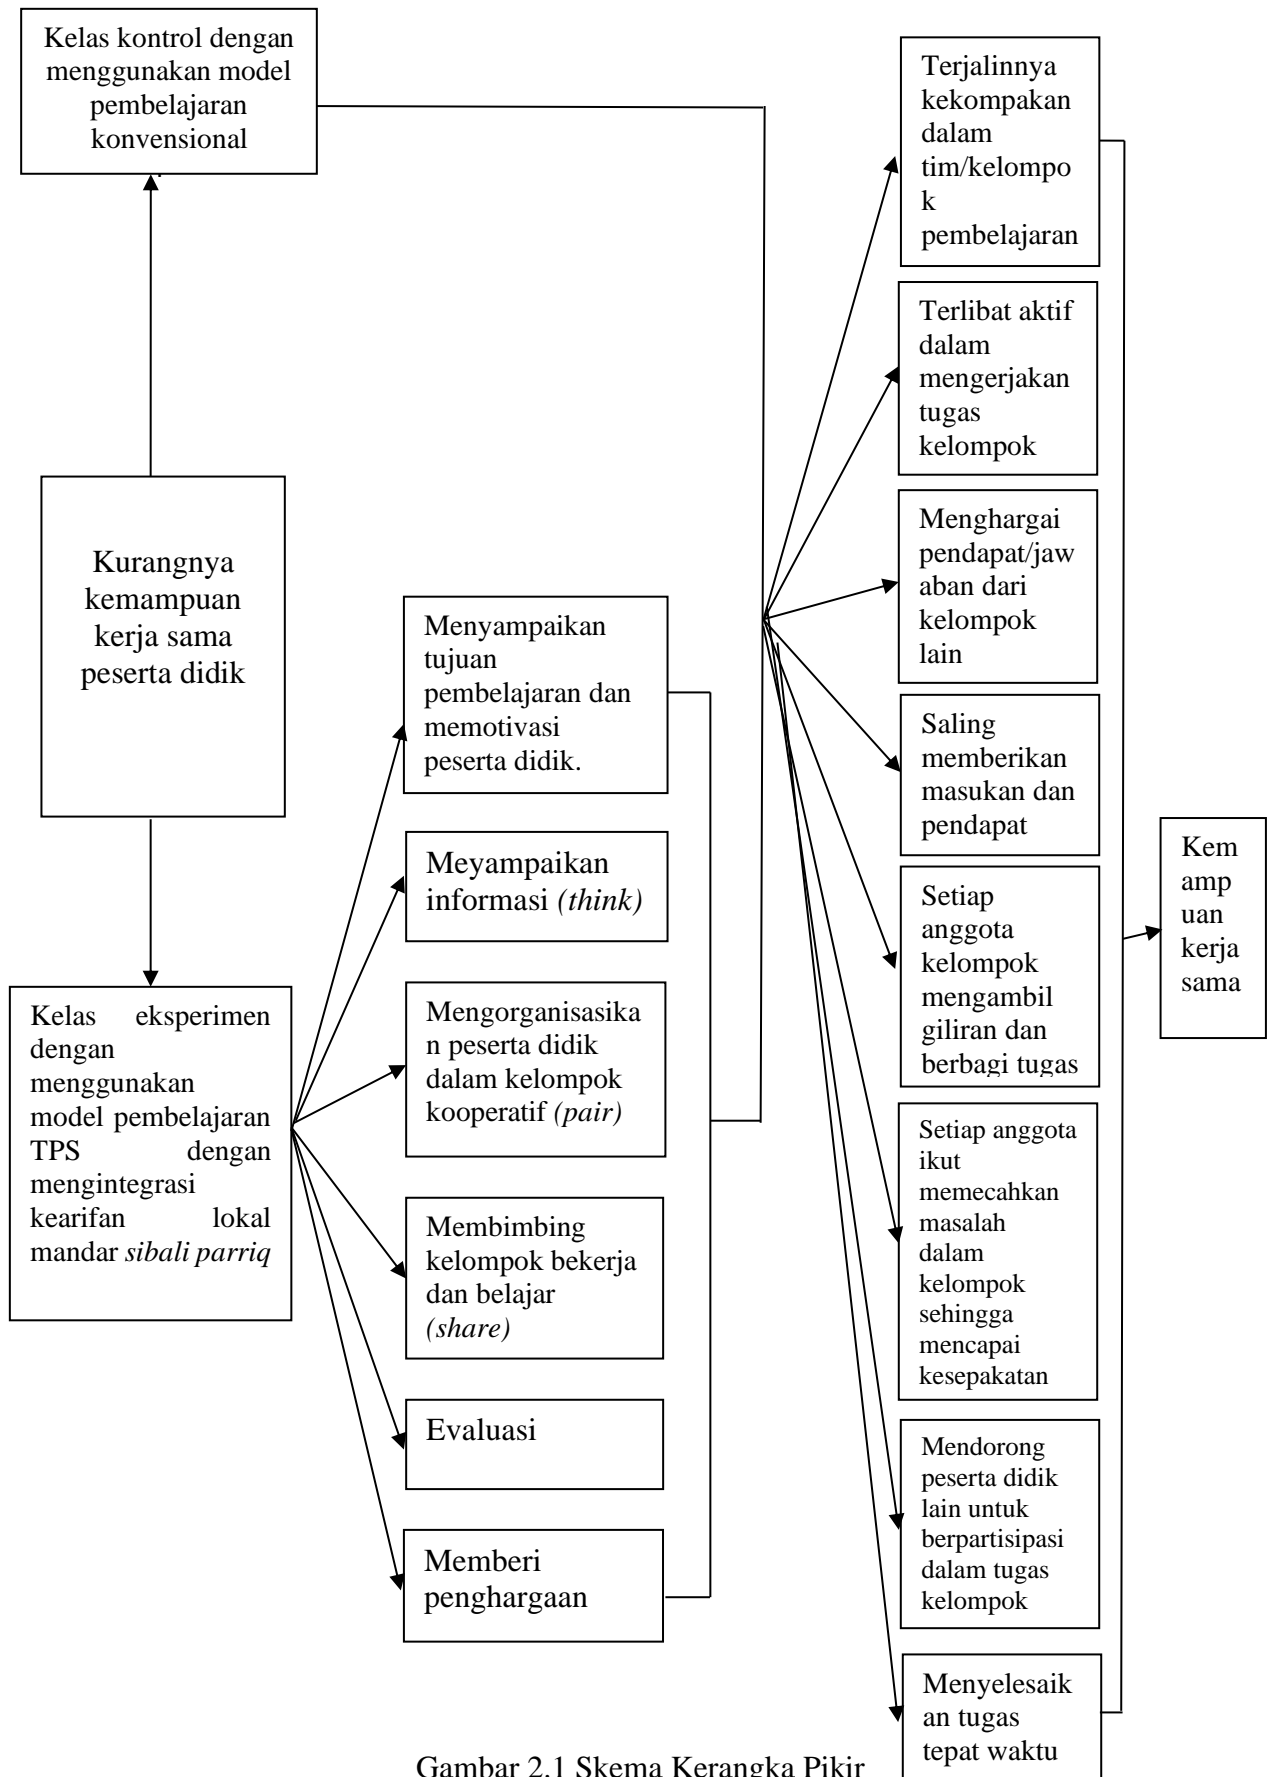 Kelas kontrol dengan
menggunakan model
pembelajaran
konvensional
Kurangnya
kemampuan
kerja sama
peserta didik
Kelas eksperimen
dengan
menggunakan
model pembelajaran
TPS dengan
mengintegrasi
kearifan lokal
mandar sibali parriq
Menyampaikan
tujuan
pembelajaran dan
memotivasi
peserta didik.
Meyampaikan
informasi (think)
Mengorganisasika
n peserta didik
dalam kelompok
kooperatif (pair)
Membimbing
kelompok bekerja
dan belajar
(share)
Evaluasi
Memberi
penghargaan
Terjalinnya
kekompakan
dalam
tim/kelompo
k
pembelajaran
Terlibat aktif
dalam
mengerjakan
tugas
kelompok
Menghargai
pendapat/jaw
aban dari
kelompok
lain
Saling
memberikan
masukan dan
pendapat
Setiap
anggota
kelompok
mengambil
giliran dan
berbagi tugas
Setiap anggota
ikut
memecahkan
masalah
dalam
kelompok
sehingga
mencapai
kesepakatan
Mendorong
peserta didik
lain untuk
berpartisipasi
dalam tugas
kelompok
Menyelesaik
an tugas
tepat waktu
Kem
amp
uan
kerja
sama
Gambar 2.1 Skema Kerangka Pikir